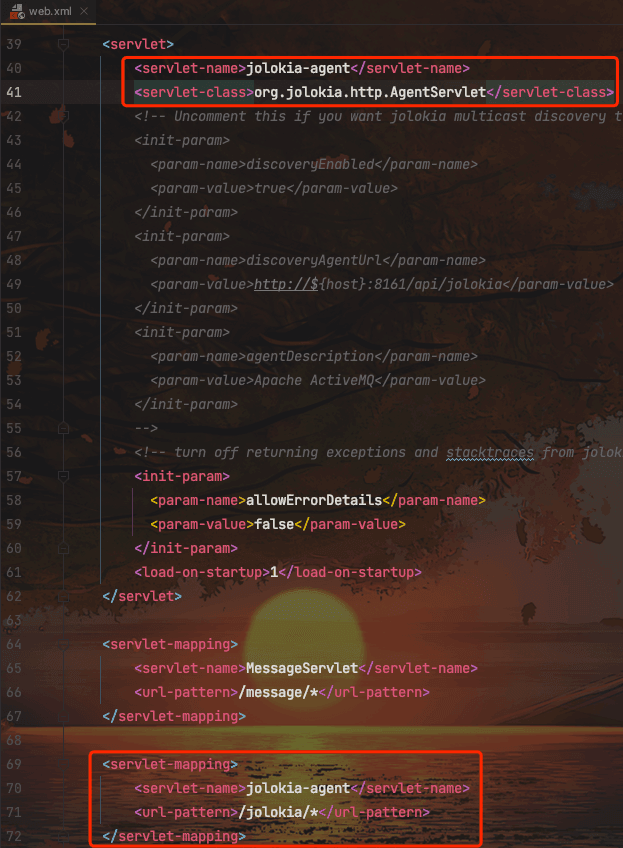 web.xml
39 <servlet>
40 <servlet-name>jolokia-agent</servlet-name>
41 <servlet-class>org.jolokia.http.AgentServlet</servlet-class>
42 <!-- Uncomment this if you want jolokia multicast discovery t
43 <init-param>
44 <param-name>discoveryEnabled</param-name>
45 <param-value>true</param-value>
46 </init-param>
47 <init-param>
48 <param-name>discoveryAgentUrl</param-name>
49 <param-value>http://${host}:8161/api/jolokia</param-value>
50 </init-param>
51 <init-param>
52 <param-name>agentDescription</param-name>
53 <param-value>Apache ActiveMQ</param-value>
54 </init-param>
55 -->
56 <!-- turn off returning exceptions and stacktraces from jolok
57 <init-param>
58 <param-name>allowErrorDetails</param-name>
59 <param-value>false</param-value>
60 </init-param>
61 <load-on-startup>1</load-on-startup>
62 </servlet>
63
64 <servlet-mapping>
65 <servlet-name>MessageServlet</servlet-name>
66 <url-pattern>/message/*</url-pattern>
67 </servlet-mapping>
68
69 <servlet-mapping>
70 <servlet-name>jolokia-agent</servlet-name>
71 <url-pattern>/jolokia/*</url-pattern>
72 </servlet-mapping>